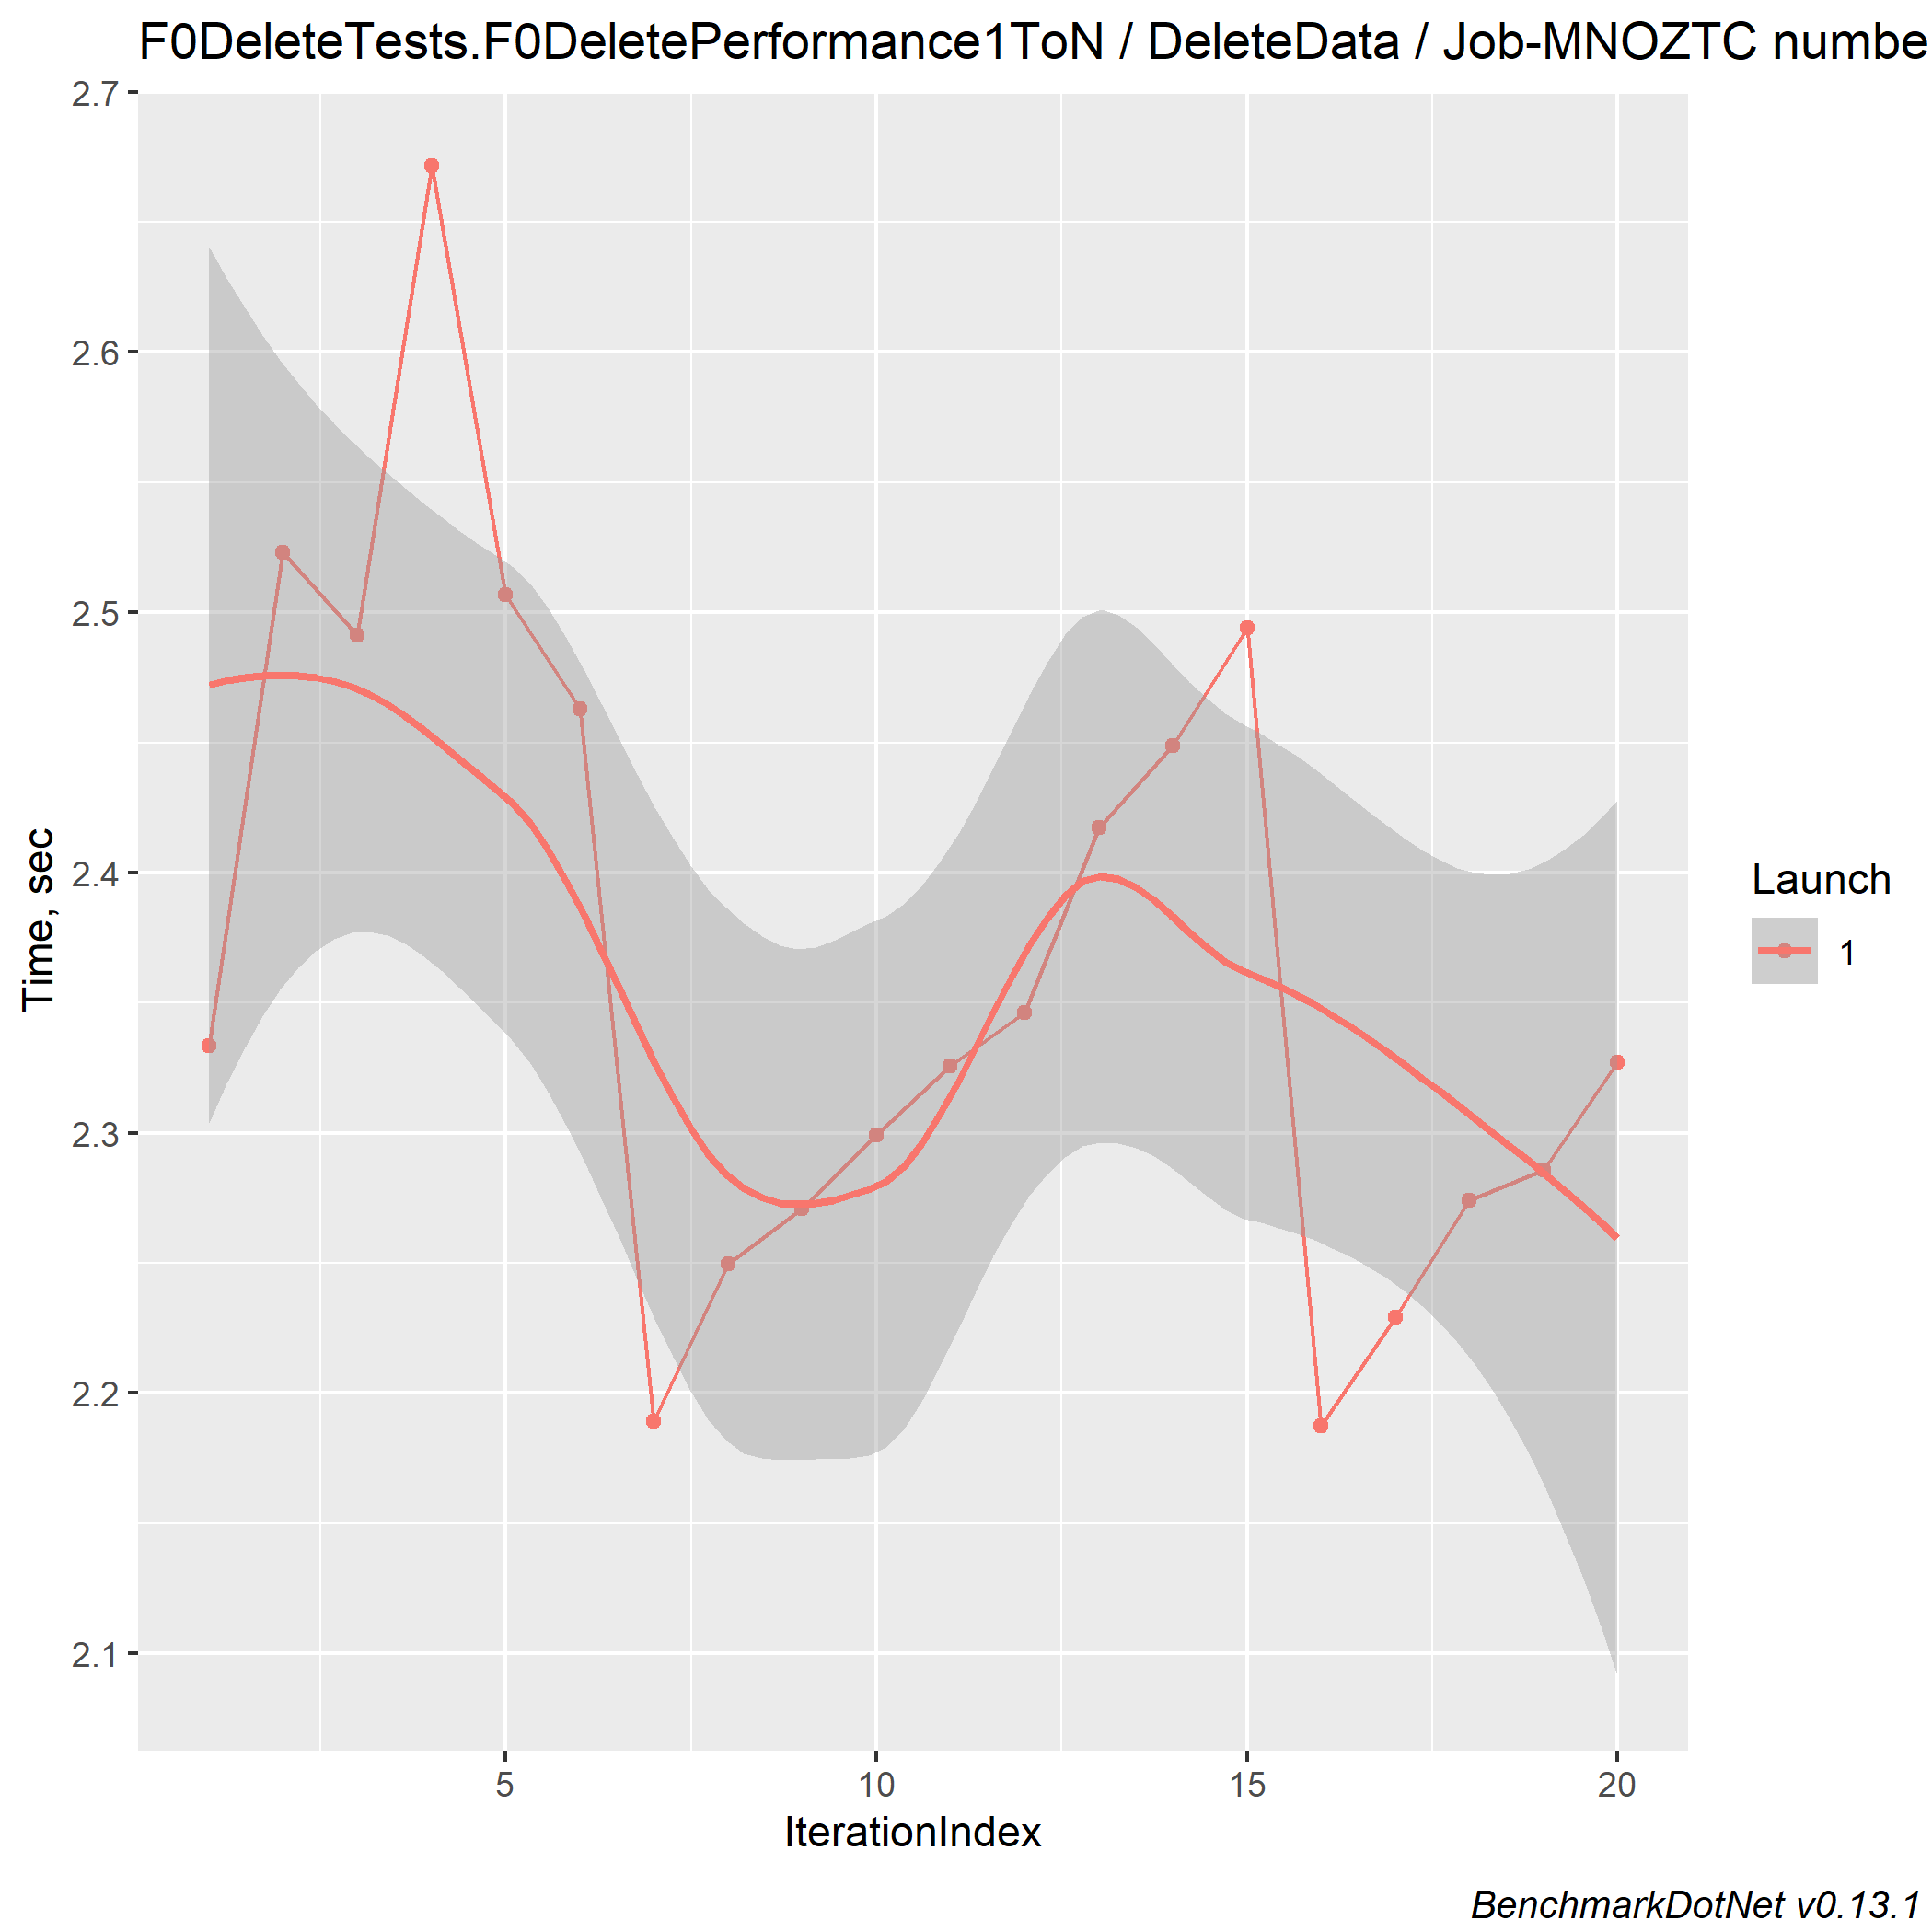 F0DeleteTests.F0DeletePerformance1ToN / DeleteData / Job-MNOZTC numbe
2.7
2.6
2.5
2.4
2.3
2.2
2.1
Time, sec
5 10 15 20
IterationIndex
Launch
1
BenchmarkDotNet v0.13.1